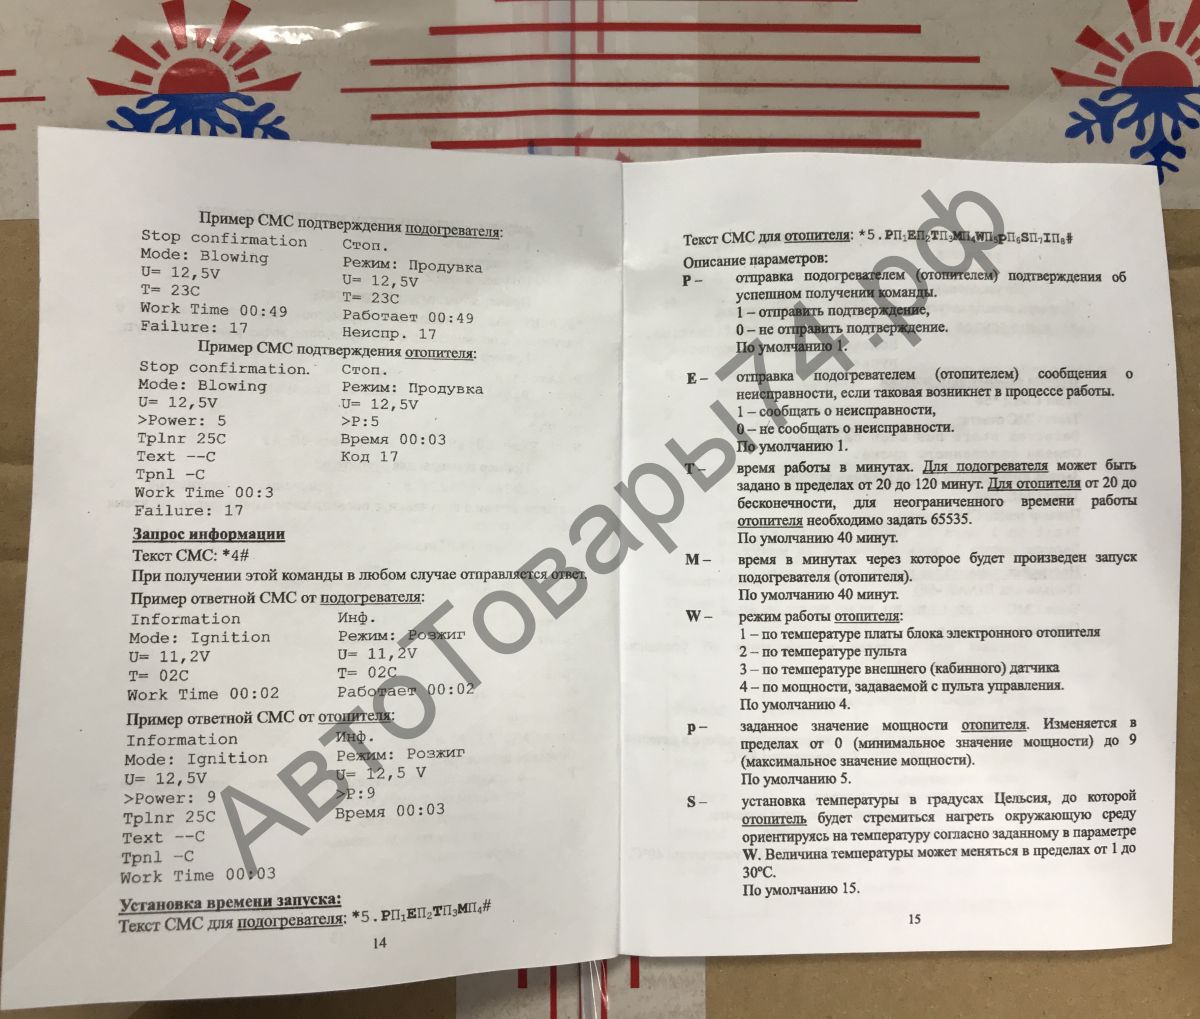 Пример СМС подтверждения подогревателя:
Stop confirmation Стоп.
Mode: Blowing Режим: Продувка
U= 12,5V U= 12,5V
T= 23C T= 23C
Work Time 00:49 Работает 00:49
Failure: 17 Неиспр. 17
Пример СМС подтверждения отопителя:
Stop confirmation. Стоп.
Mode: Blowing Режим: Продувка
U= 12,5V U= 12,5V
>Power: 5 >P:5
Tplnr 25C Время 00:03
Text --C Код 17
Tpnl -C
Work Time 00:3
Failure: 17
Запрос информации
Текст СМС: *4#
При получении этой команды в любом случае отправляется ответ.
Пример ответной СМС от подогревателя:
Information Инф.
Mode: Ignition Режим: Розжиг
U= 11,2V U= 11,2V
T= 02C T= 02C
Work Time 00:02 Работает 00:02
Пример ответной СМС от отопителя:
Information Инф.
Mode: Ignition Режим: Розжиг
U= 12,5V U= 12,5 V
>Power: 9 >P:9
Tplnr 25C Время 00:03
Text --C
Tpnl -C
Work Time 00:03
Установка времени запуска:
Текст СМС для подогревателя: *5.PП1EП2TП3MП4#
14
Текст СМС для отопителя: *5.PП1EП2TП3MП4WП5pП6SП7IП8#
Описание параметров:
P – отправка подогревателем (отопителем) подтверждения об
успешном получении команды.
1 – отправить подтверждение,
0 – не отправить подтверждение.
По умолчанию 1.
E – отправка подогревателем (отопителем) сообщения о
неисправности, если таковая возникнет в процессе работы.
1 – сообщать о неисправности,
0 – не сообщать о неисправности.
По умолчанию 1.
T – время работы в минутах. Для подогревателя может быть
задано в пределах от 20 до 120 минут. Для отопителя от 20 до
бесконечности, для неограниченного времени работы
отопителя необходимо задать 65535.
По умолчанию 40 минут.
M – время в минутах через которое будет произведен запуск
подогревателя (отопителя).
По умолчанию 40 минут.
W – режим работы отопителя:
1 – по температуре платы блока электронного отопителя
2 – по температуре пульта
3 – по температуре внешнего (кабинного) датчика
4 – по мощности, задаваемой с пульта управления.
По умолчанию 4.
p – заданное значение мощности отопителя. Изменяется в
пределах от 0 (минимальное значение мощности) до 9
(максимальное значение мощности).
По умолчанию 5.
S – установка температуры в градусах Цельсия, до которой
отопитель будет стремиться нагреть окружающую среду
ориентируясь на температуру согласно заданному в параметре
W. Величина температуры может меняться в пределах от 1 до
30ºС.
По умолчанию 15.
15
АвтоТовары74.рф